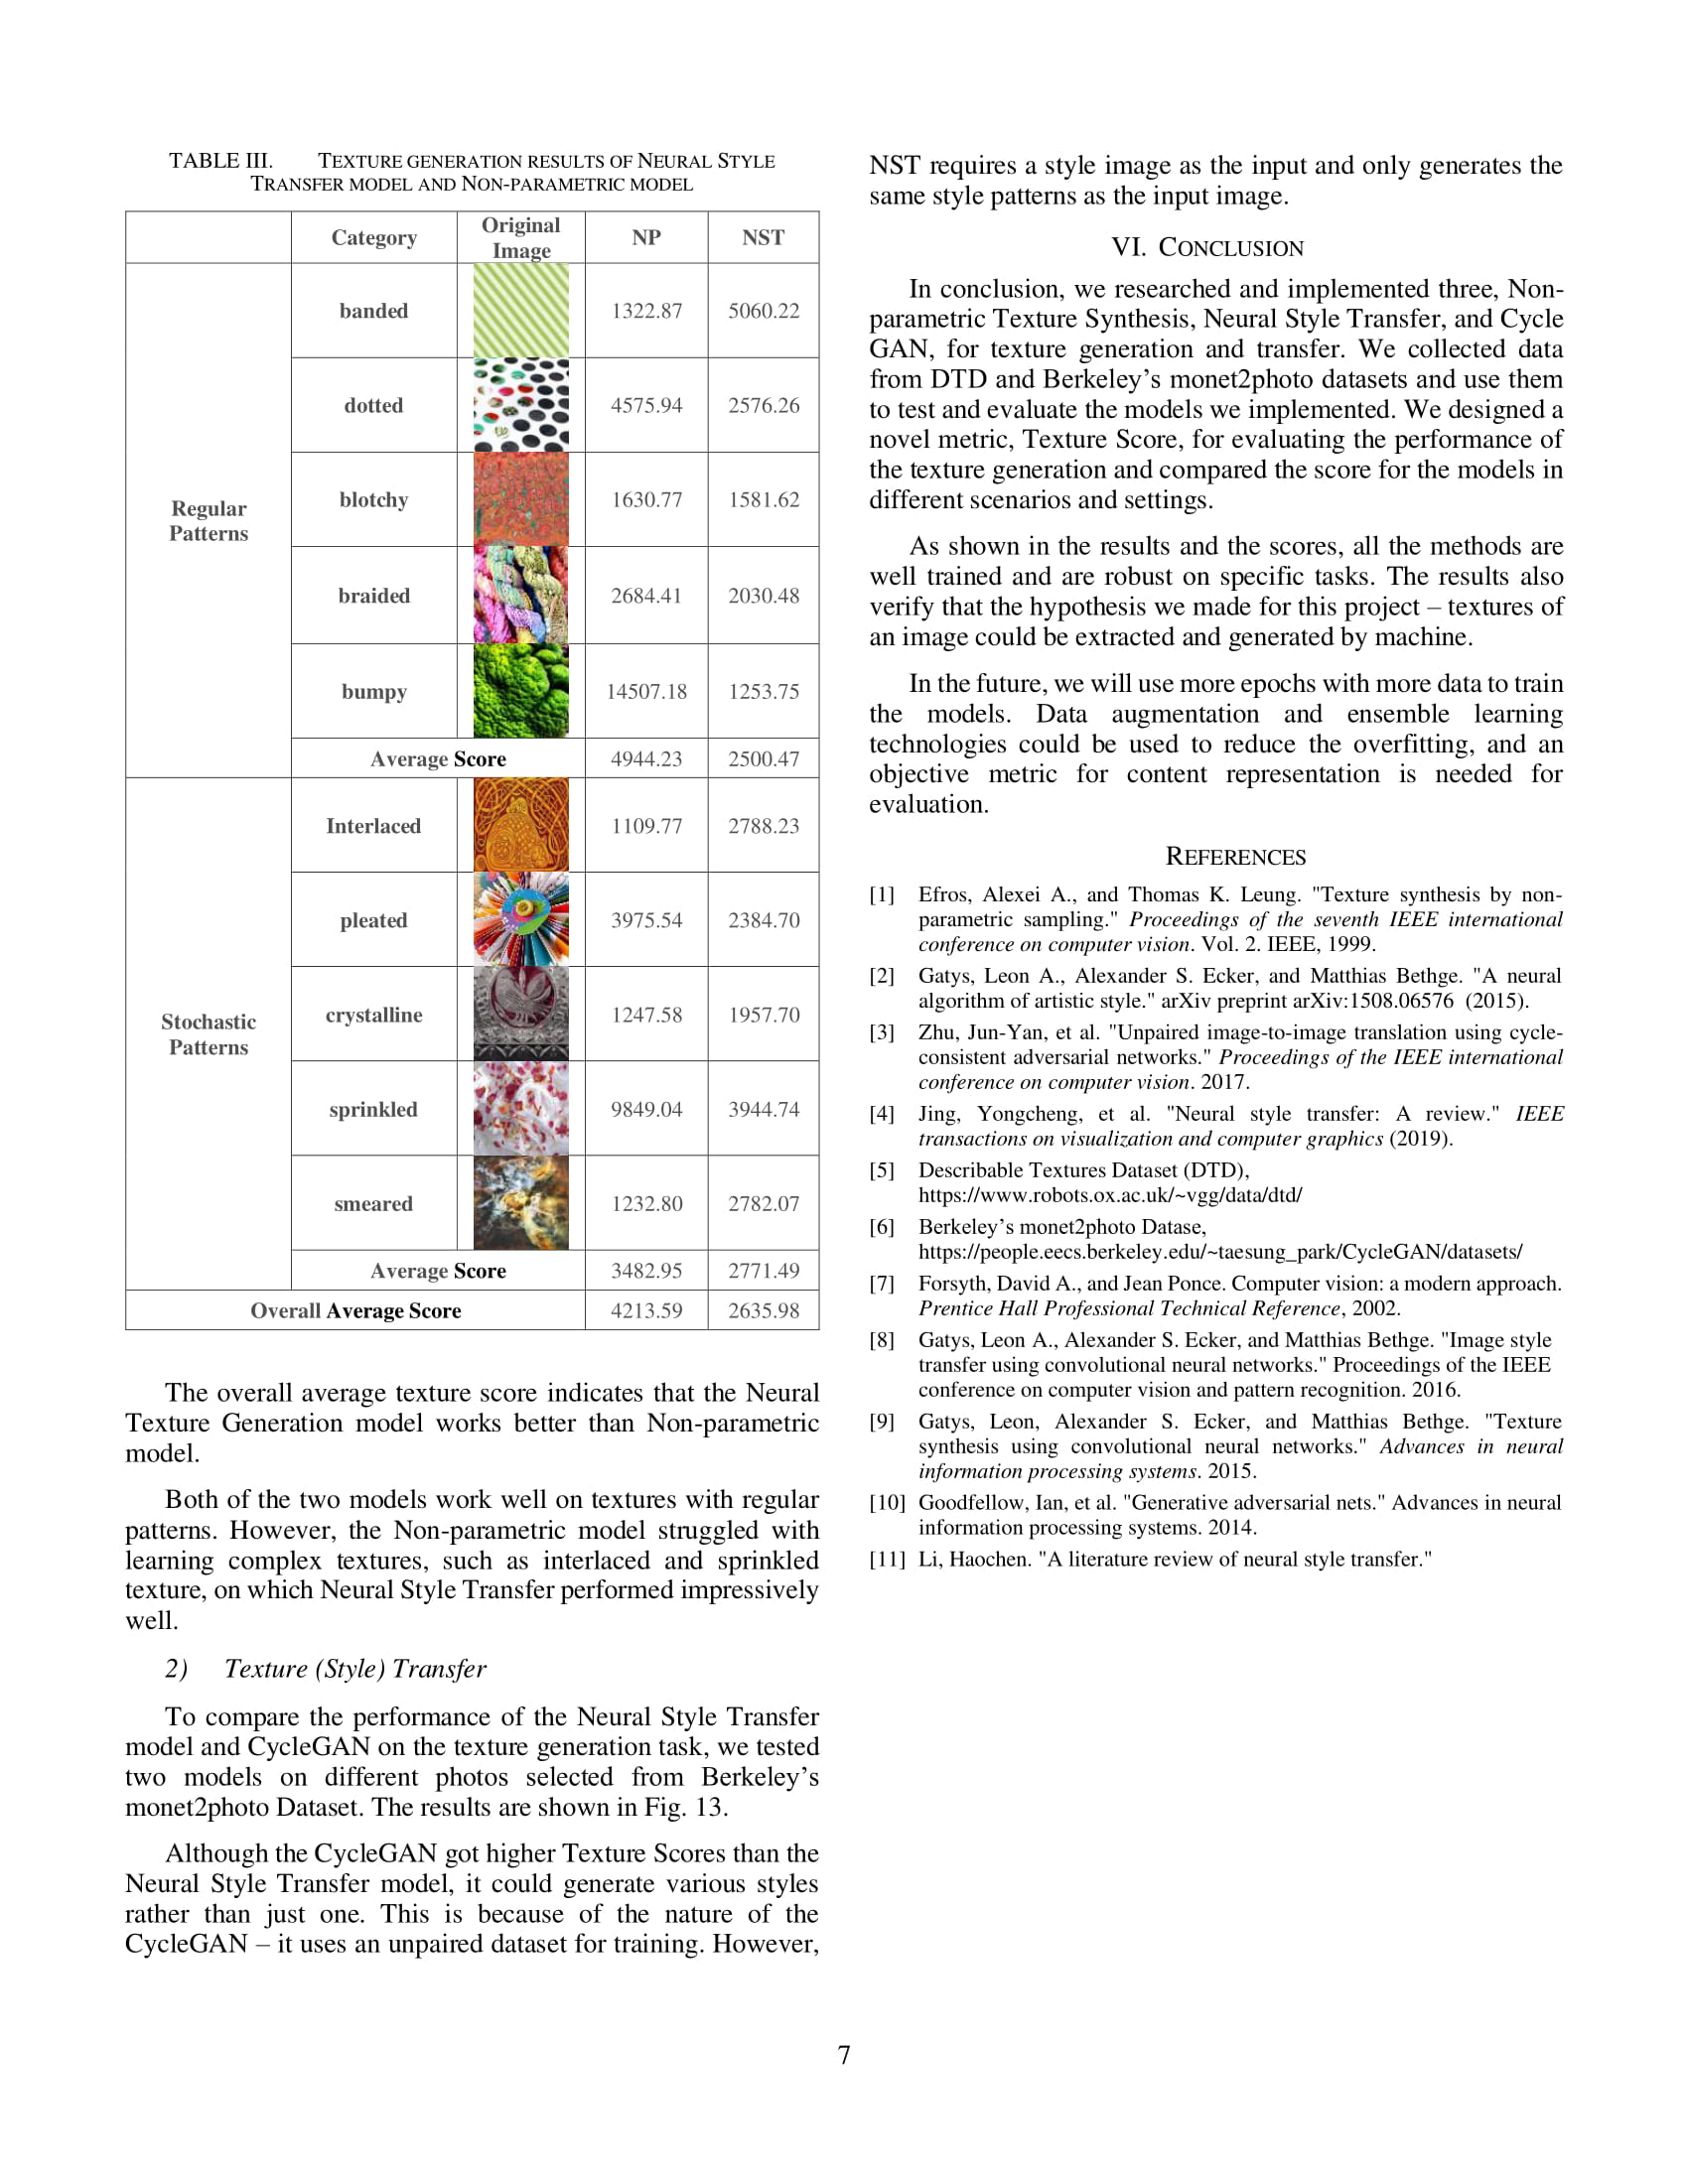 TABLE III. TEXTURE GENERATION RESULTS OF NEURAL STYLE
TRANSFER MODEL AND NON-PARAMETRIC MODEL
Category Original Image NP NST
Regular Patterns
banded 1322.87 5060.22
dotted 4575.94 2576.26
blotchy 1630.77 1581.62
braided 2684.41 2030.48
bumpy 14507.18 1253.75
Average Score 4944.23 2500.47
Stochastic Patterns
Interlaced 1109.77 2788.23
pleated 3975.54 2384.70
crystalline 1247.58 1957.70
sprinkled 9849.04 3944.74
smeared 1232.80 2782.07
Average Score 3482.95 2771.49
Overall Average Score 4213.59 2635.98
The overall average texture score indicates that the Neural
Texture Generation model works better than Non-parametric
model.
Both of the two models work well on textures with regular
patterns. However, the Non-parametric model struggled with
learning complex textures, such as interlaced and sprinkled
texture, on which Neural Style Transfer performed impressively
well.
2) Texture (Style) Transfer
To compare the performance of the Neural Style Transfer
model and CycleGAN on the texture generation task, we tested
two models on different photos selected from Berkeley’s
monet2photo Dataset. The results are shown in Fig. 13.
Although the CycleGAN got higher Texture Scores than the
Neural Style Transfer model, it could generate various styles
rather than just one. This is because of the nature of the
CycleGAN – it uses an unpaired dataset for training. However,
NST requires a style image as the input and only generates the
same style patterns as the input image.
VI. CONCLUSION
In conclusion, we researched and implemented three, Non-
parametric Texture Synthesis, Neural Style Transfer, and Cycle
GAN, for texture generation and transfer. We collected data
from DTD and Berkeley’s monet2photo datasets and use them
to test and evaluate the models we implemented. We designed a
novel metric, Texture Score, for evaluating the performance of
the texture generation and compared the score for the models in
different scenarios and settings.
As shown in the results and the scores, all the methods are
well trained and are robust on specific tasks. The results also
verify that the hypothesis we made for this project – textures of
an image could be extracted and generated by machine.
In the future, we will use more epochs with more data to train
the models. Data augmentation and ensemble learning
technologies could be used to reduce the overfitting, and an
objective metric for content representation is needed for
evaluation.
REFERENCES
[1] Efros, Alexei A., and Thomas K. Leung. "Texture synthesis by non-
parametric sampling." Proceedings of the seventh IEEE international
conference on computer vision. Vol. 2. IEEE, 1999.
[2] Gatys, Leon A., Alexander S. Ecker, and Matthias Bethge. "A neural
algorithm of artistic style." arXiv preprint arXiv:1508.06576 (2015).
[3] Zhu, Jun-Yan, et al. "Unpaired image-to-image translation using cycle-
consistent adversarial networks." Proceedings of the IEEE international
conference on computer vision. 2017.
[4] Jing, Yongcheng, et al. "Neural style transfer: A review." IEEE
transactions on visualization and computer graphics (2019).
[5] Describable Textures Dataset (DTD),
https://www.robots.ox.ac.uk/~vgg/data/dtd/
[6] Berkeley’s monet2photo Datase,
https://people.eecs.berkeley.edu/~taesung_park/CycleGAN/datasets/
[7] Forsyth, David A., and Jean Ponce. Computer vision: a modern approach.
Prentice Hall Professional Technical Reference, 2002.
[8] Gatys, Leon A., Alexander S. Ecker, and Matthias Bethge. "Image style
transfer using convolutional neural networks." Proceedings of the IEEE
conference on computer vision and pattern recognition. 2016.
[9] Gatys, Leon, Alexander S. Ecker, and Matthias Bethge. "Texture
synthesis using convolutional neural networks." Advances in neural
information processing systems. 2015.
[10] Goodfellow, Ian, et al. "Generative adversarial nets." Advances in neural
information processing systems. 2014.
[11] Li, Haochen. "A literature review of neural style transfer."
7